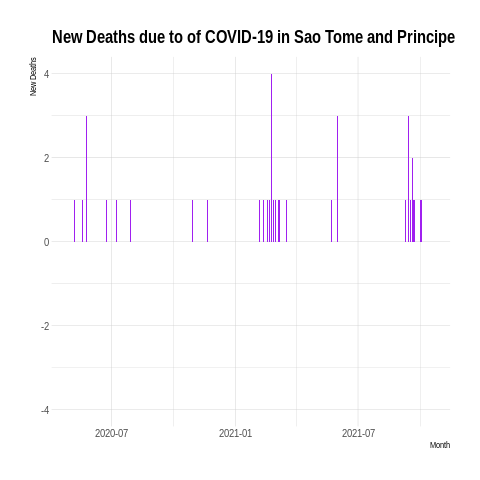 New Deaths due to of COVID-19 in Sao Tome and Principe
New Deaths
4
2
0
-2
-4
2020-07
2021-01
2021-07
Month